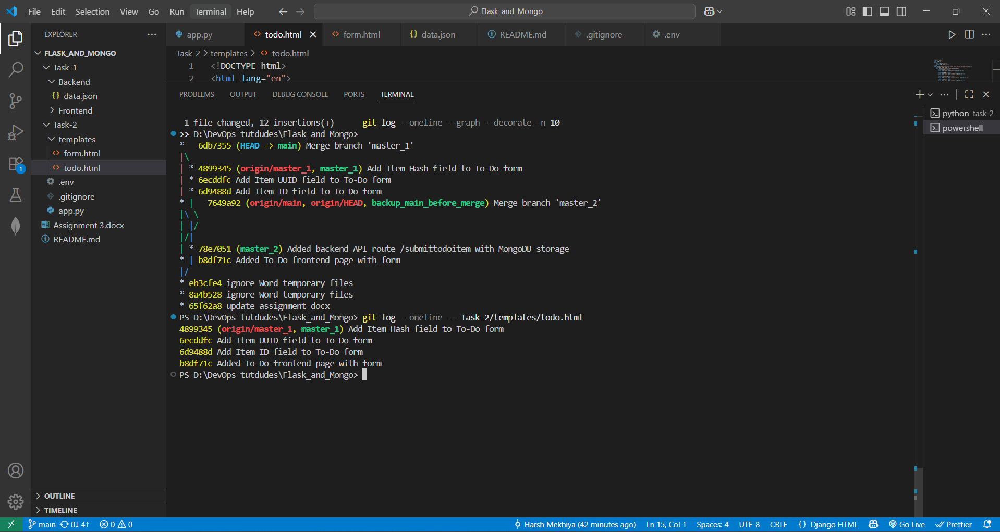 File Edit Selection View Go Run Terminal Help
Flask_and_Mongo
EXPLORER
FLASK_AND_MONGO
Task-1
Backend
{} data.json
Frontend
Task-2
templates
<> form.html
<> todo.html
.env
.gitignore
app.py
Assignment 3.docx
README.md
OUTLINE
TIMELINE
1
app.py
<> todo.html
<> form.html
{} data.json
README.md
.gitignore
.env
Task-2 > templates > <> todo.html
1 <!DOCTYPE html>
2 <html lang="en">
PROBLEMS OUTPUT DEBUG CONSOLE PORTS TERMINAL
python task-2
powershell
1 file changed, 12 insertions(+) git log --oneline --graph --decorate -n 10
>> D:\DevOps tutdudes\Flask_and_Mongo>
* 6db7355 (HEAD -> main) Merge branch 'master_1'
|\
| * 4899345 (origin/master_1, master_1) Add Item Hash field to To-Do form
| * 6ecddfc Add Item UUID field to To-Do form
| * 6d9488d Add Item ID field to To-Do form
* | 7649a92 (origin/main, origin/HEAD, backup_main_before_merge) Merge branch 'master_2'
|\ \
| |/
|/|
| * 78e7051 (master_2) Added backend API route /submittodoitem with MongoDB storage
* | b8df71c Added To-Do frontend page with form
|/
* eb3cfe4 ignore Word temporary files
* 8a4b528 ignore Word temporary files
* 65f62a8 update assignment docx
PS D:\DevOps tutdudes\Flask_and_Mongo> git log --oneline -- Task-2/templates/todo.html
4899345 (origin/master_1, master_1) Add Item Hash field to To-Do form
6ecddfc Add Item UUID field to To-Do form
6d9488d Add Item ID field to To-Do form
b8df71c Added To-Do frontend page with form
PS D:\DevOps tutdudes\Flask_and_Mongo>
main 0↓ 4↑ 0 0 Harsh Mekhiya (42 minutes ago) Ln 15, Col 1 Spaces: 4 UTF-8 CRLF {} Django HTML Go Live Prettier